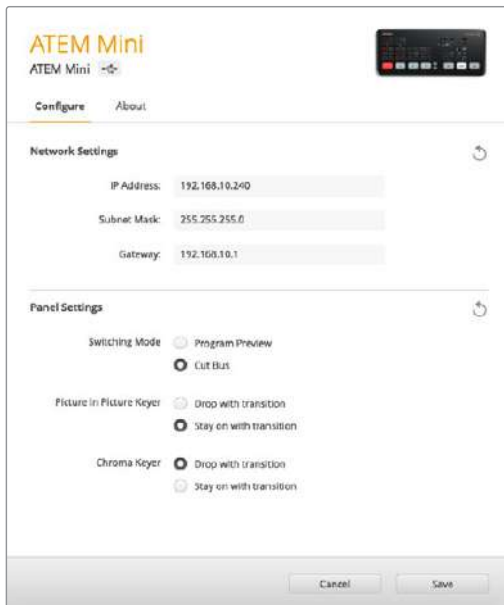 ATEM Mini
ATEM Mini
Configure About
Network Settings
IP Address: 192.168.10.240
Subnet Mask: 255.255.255.0
Gateway: 192.168.10.1
Panel Settings
Switching Mode Program Preview
Cut Bus
Picture In Picture Keyer Drop with transition
Stay on with transition
Chroma Keyer Drop with transition
Stay on with transition
Cancel Save